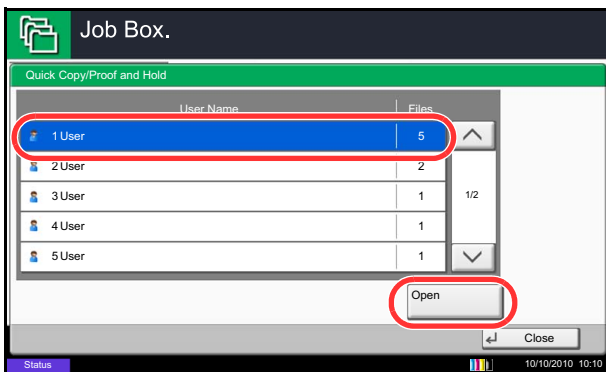 Job Box.
Quick Copy/Proof and Hold
User Name Files
1 User 5
2 User 2
3 User 1
4 User 1
5 User 1
1/2
Open
Close
Status 10/10/2010 10:10